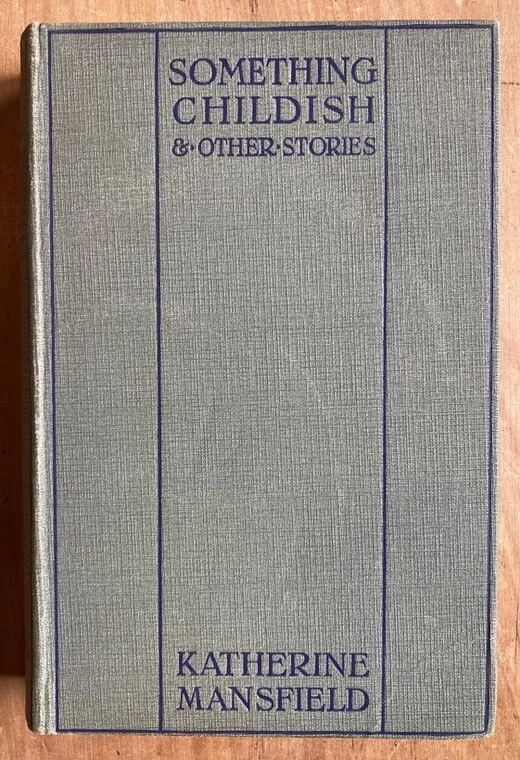 SOMETHING
CHILDISH
&·OTHER·STORIES
KATHERINE
MANSFIELD